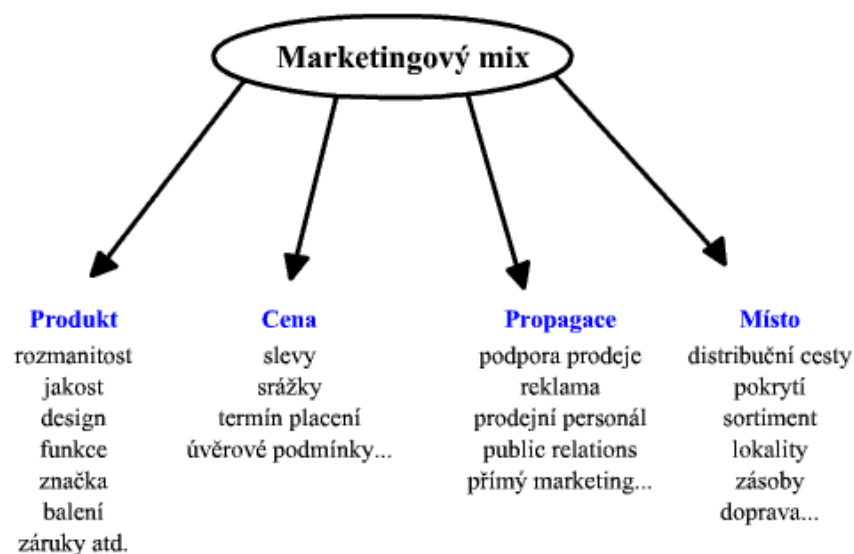 Marketingový mix
Produkt
rozmanitost
jakost
design
funkce
značka
balení
záruky atd.
Cena
slevy
srážky
termín placení
úvěrové podmínky...
Propagace
podpora prodeje
reklama
prodejní personál
public relations
přímý marketing...
Místo
distribuční cesty
pokrytí
sortiment
lokality
zásoby
doprava...